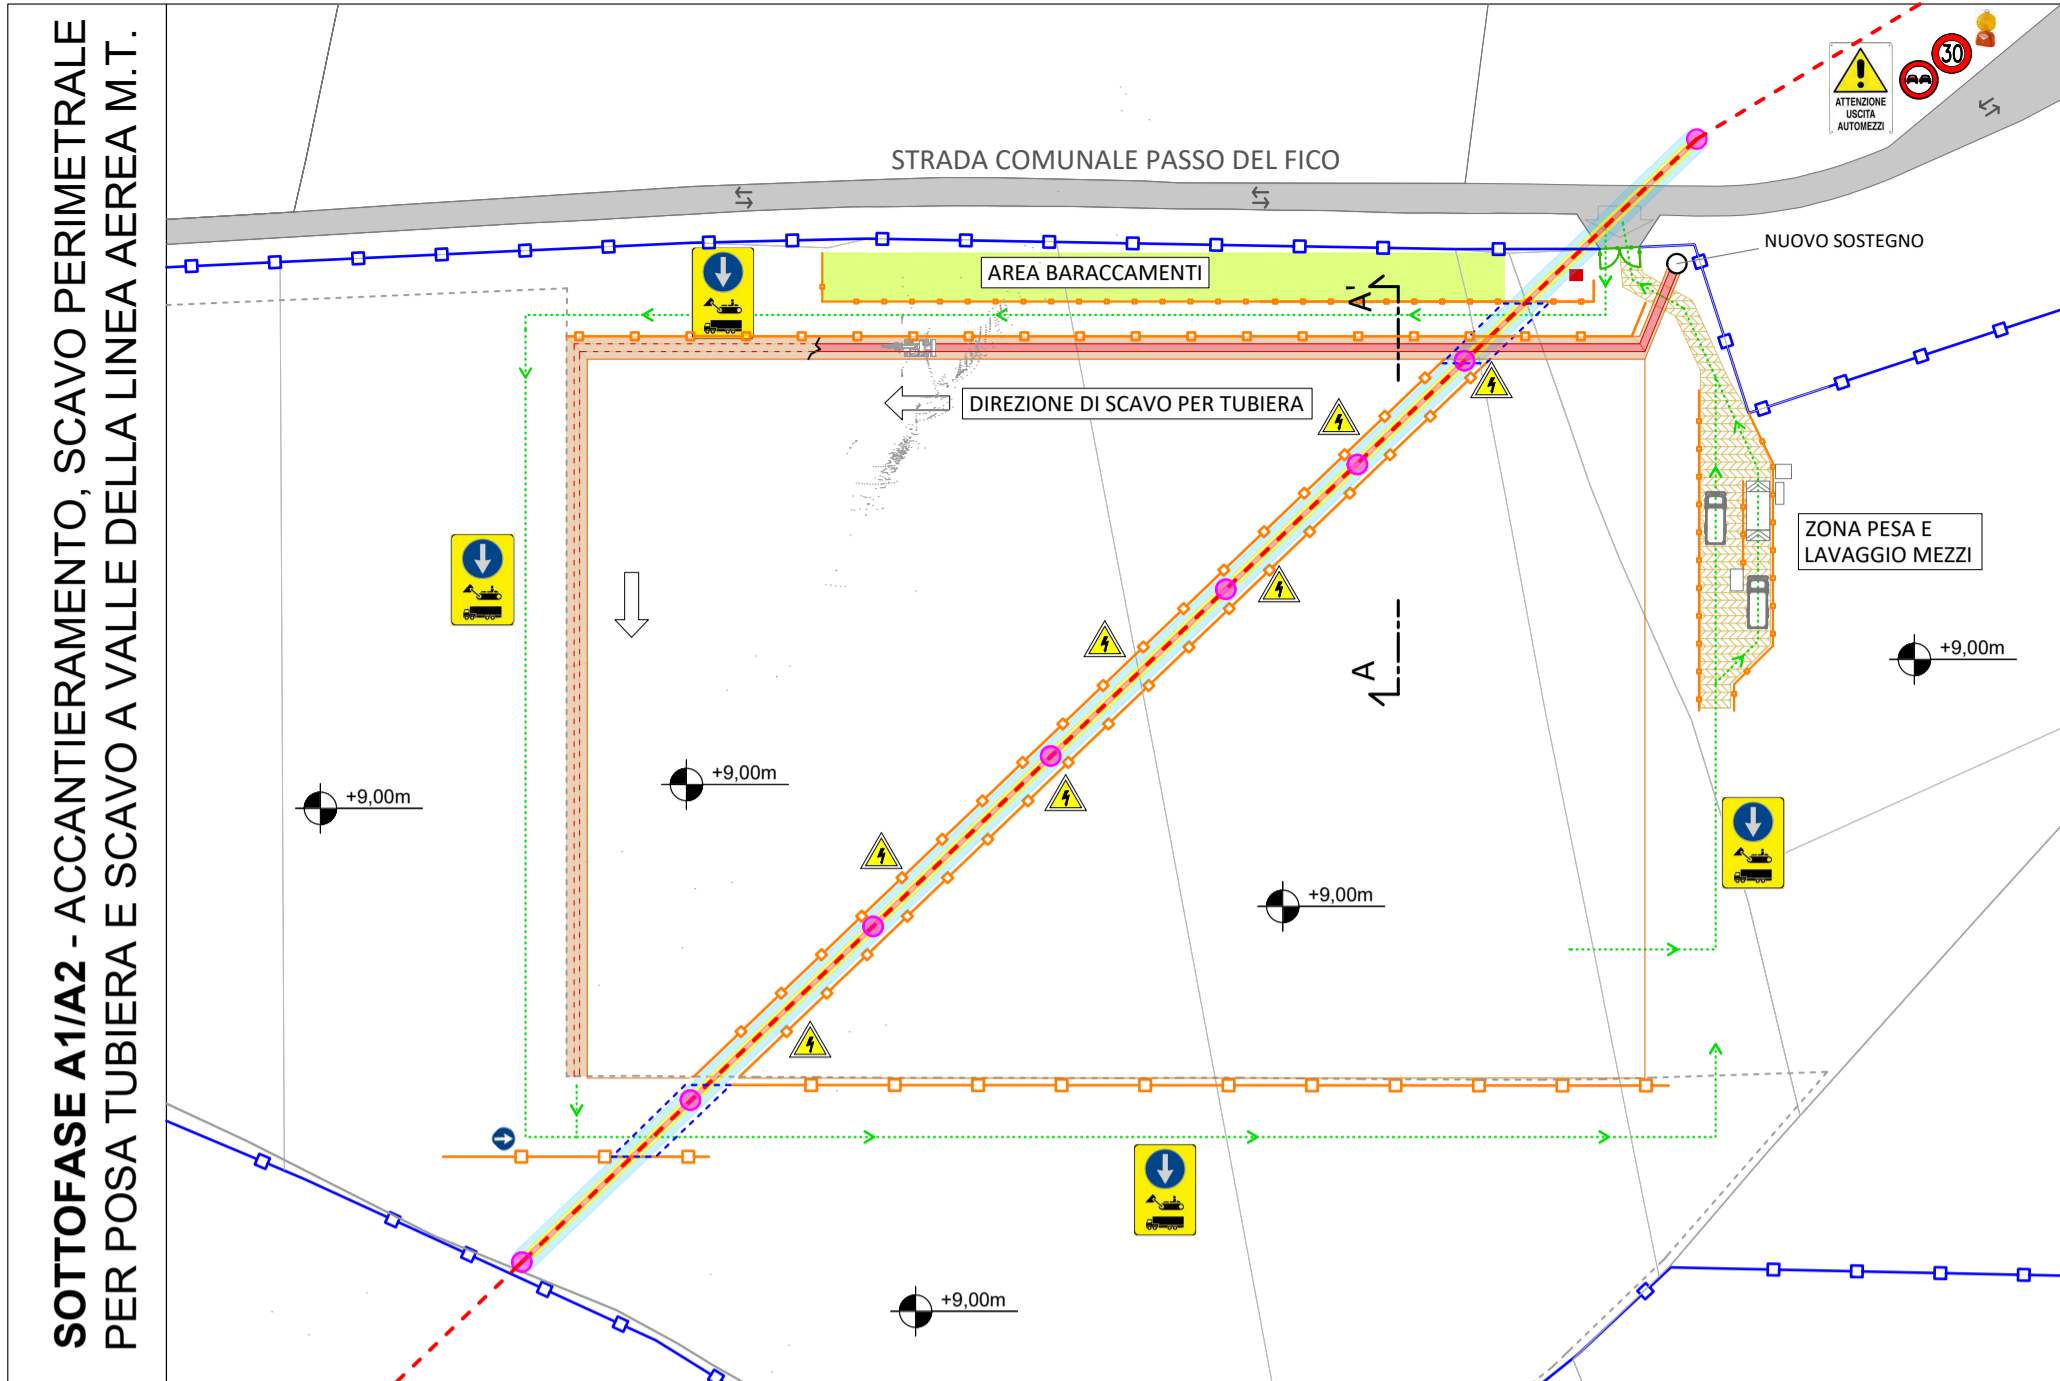 SOTTOFASE A1/A2 - ACCANTIERAMENTO, SCAVO PERIMETRALE
PER POSA TUBIERA E SCAVO A VALLE DELLA LINEA AEREA M.T.
STRADA COMUNALE PASSO DEL FICO
ATTENZIONE
USCITA
AUTOMEZZI
30
NUOVO SOSTEGNO
AREA BARACCAMENTI
A'
DIREZIONE DI SCAVO PER TUBIERA
ZONA PESA E
LAVAGGIO MEZZI
A
+9,00m
+9,00m
+9,00m
+9,00m
+9,00m